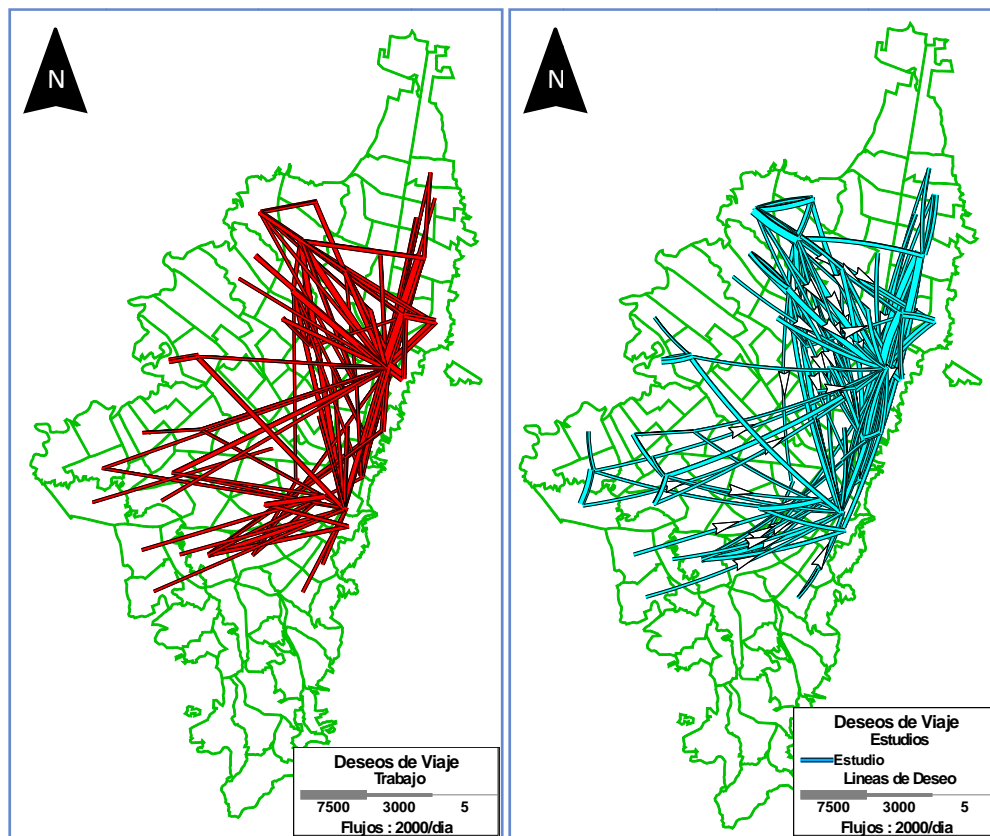 N
Deseos de Viaje
Trabajo
7500 3000 5
Flujos : 2000/dia
N
Deseos de Viaje
Estudios
Estudio
Lineas de Deseo
7500 3000 5
Flujos : 2000/dia